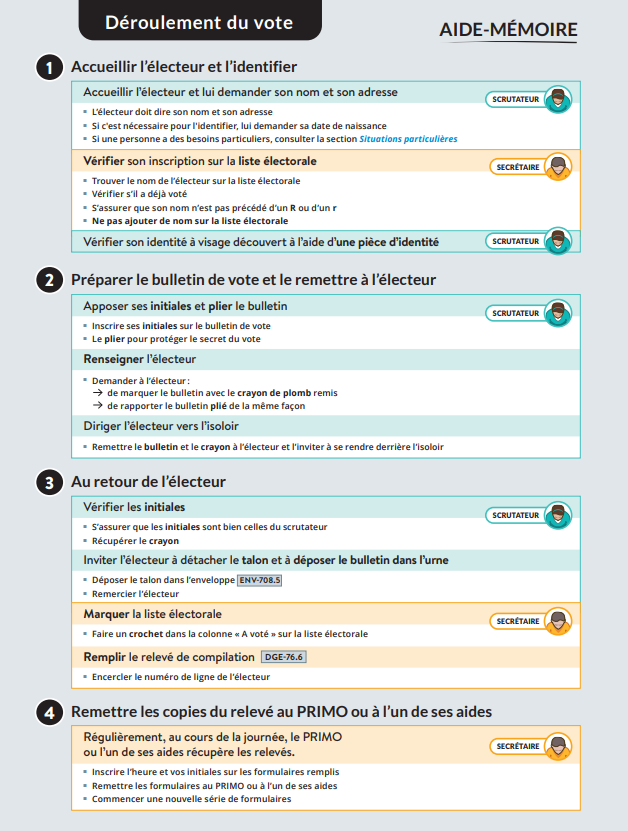 Déroulement du vote
AIDE-MÉMOIRE
1 Accueillir l'électeur et l'identifier
Accueillir l'électeur et lui demander son nom et son adresse
SCRUTATEUR
▪ L'électeur doit dire son nom et son adresse
▪ Si c'est nécessaire pour l'identifier, lui demander sa date de naissance
▪ Si une personne a des besoins particuliers, consulter la section Situations particulières
Vérifier son inscription sur la liste électorale
SECRÉTAIRE
▪ Trouver le nom de l'électeur sur la liste électorale
▪ Vérifier s'il a déjà voté
▪ S'assurer que son nom n'est pas précédé d'un R ou d'un r
▪ Ne pas ajouter de nom sur la liste électorale
Vérifier son identité à visage découvert à l'aide d'une pièce d'identité
SCRUTATEUR
2 Préparer le bulletin de vote et le remettre à l'électeur
Apposer ses initiales et plier le bulletin
SCRUTATEUR
▪ Inscrire ses initiales sur le bulletin de vote
▪ Le plier pour protéger le secret du vote
Renseigner l'électeur
▪ Demander à l'électeur :
→ de marquer le bulletin avec le crayon de plomb remis
→ de rapporter le bulletin plié de la même façon
Diriger l'électeur vers l'isoloir
▪ Remettre le bulletin et le crayon à l'électeur et l'inviter à se rendre derrière l'isoloir
3 Au retour de l'électeur
Vérifier les initiales
SCRUTATEUR
▪ S'assurer que les initiales sont bien celles du scrutateur
▪ Récupérer le crayon
Inviter l'électeur à détacher le talon et à déposer le bulletin dans l'urne
▪ Déposer le talon dans l'enveloppe ENV-708.5
▪ Remercier l'électeur
Marquer la liste électorale
SECRÉTAIRE
▪ Faire un crochet dans la colonne « A voté » sur la liste électorale
Remplir le relevé de compilation DGE-76.6
▪ Encercler le numéro de ligne de l'électeur
4 Remettre les copies du relevé au PRIMO ou à l'un de ses aides
Régulièrement, au cours de la journée, le PRIMO
ou l'un de ses aides récupère les relevés.
SECRÉTAIRE
▪ Inscrire l'heure et vos initiales sur les formulaires remplis
▪ Remettre les formulaires au PRIMO ou à l'un de ses aides
▪ Commencer une nouvelle série de formulaires